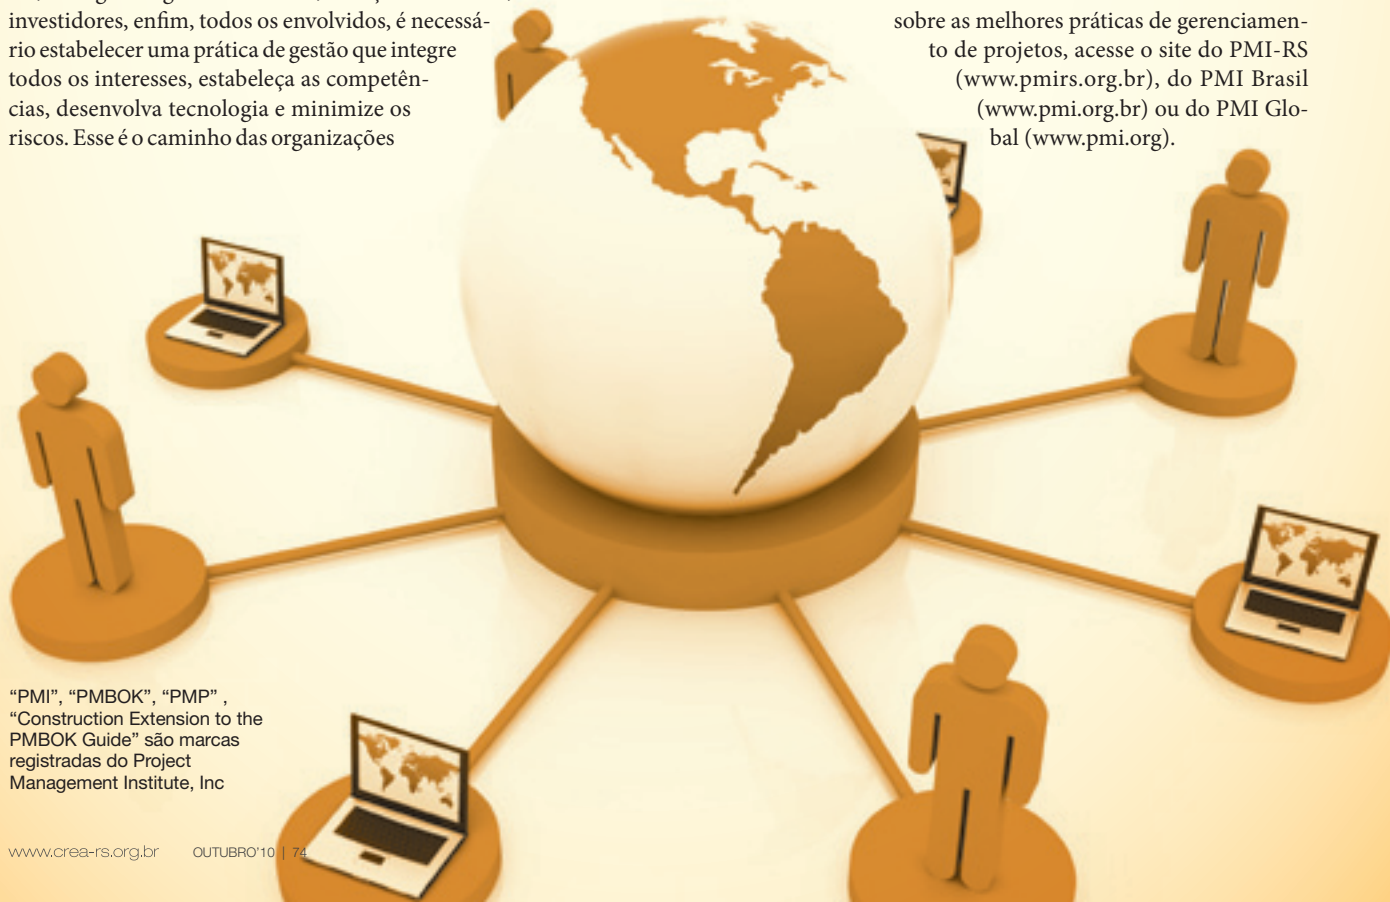 investidores, enfim, todos os envolvidos, é necessá-
rio estabelecer uma prática de gestão que integre
todos os interesses, estabeleça as competên-
cias, desenvolva tecnologia e minimize os
riscos. Esse é o caminho das organizações
sobre as melhores práticas de gerenciamen-
to de projetos, acesse o site do PMI-RS
(www.pmirs.org.br), do PMI Brasil
(www.pmi.org.br) ou do PMI Glo-
bal (www.pmi.org).
“PMI”, “PMBOK”, “PMP” ,
“Construction Extension to the
PMBOK Guide” são marcas
registradas do Project
Management Institute, Inc
www.crea-rs.org.br OUTUBRO’10 | 74